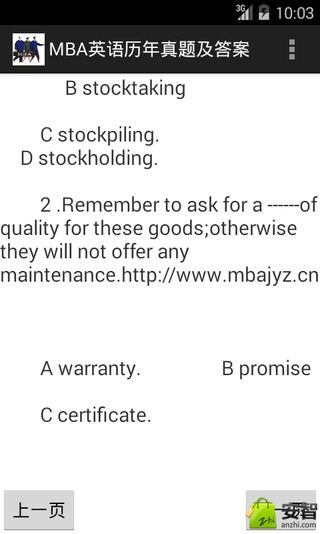 3G 10:03
MBA英语历年真题及答案
B stocktaking
C stockpiling.
D stockholding.
2 .Remember to ask for a ------of
quality for these goods;otherwise
they will not offer any
maintenance.http://www.mbajyz.cn
A warranty. B promise
C certificate.
上一页
安智
anzhi.com